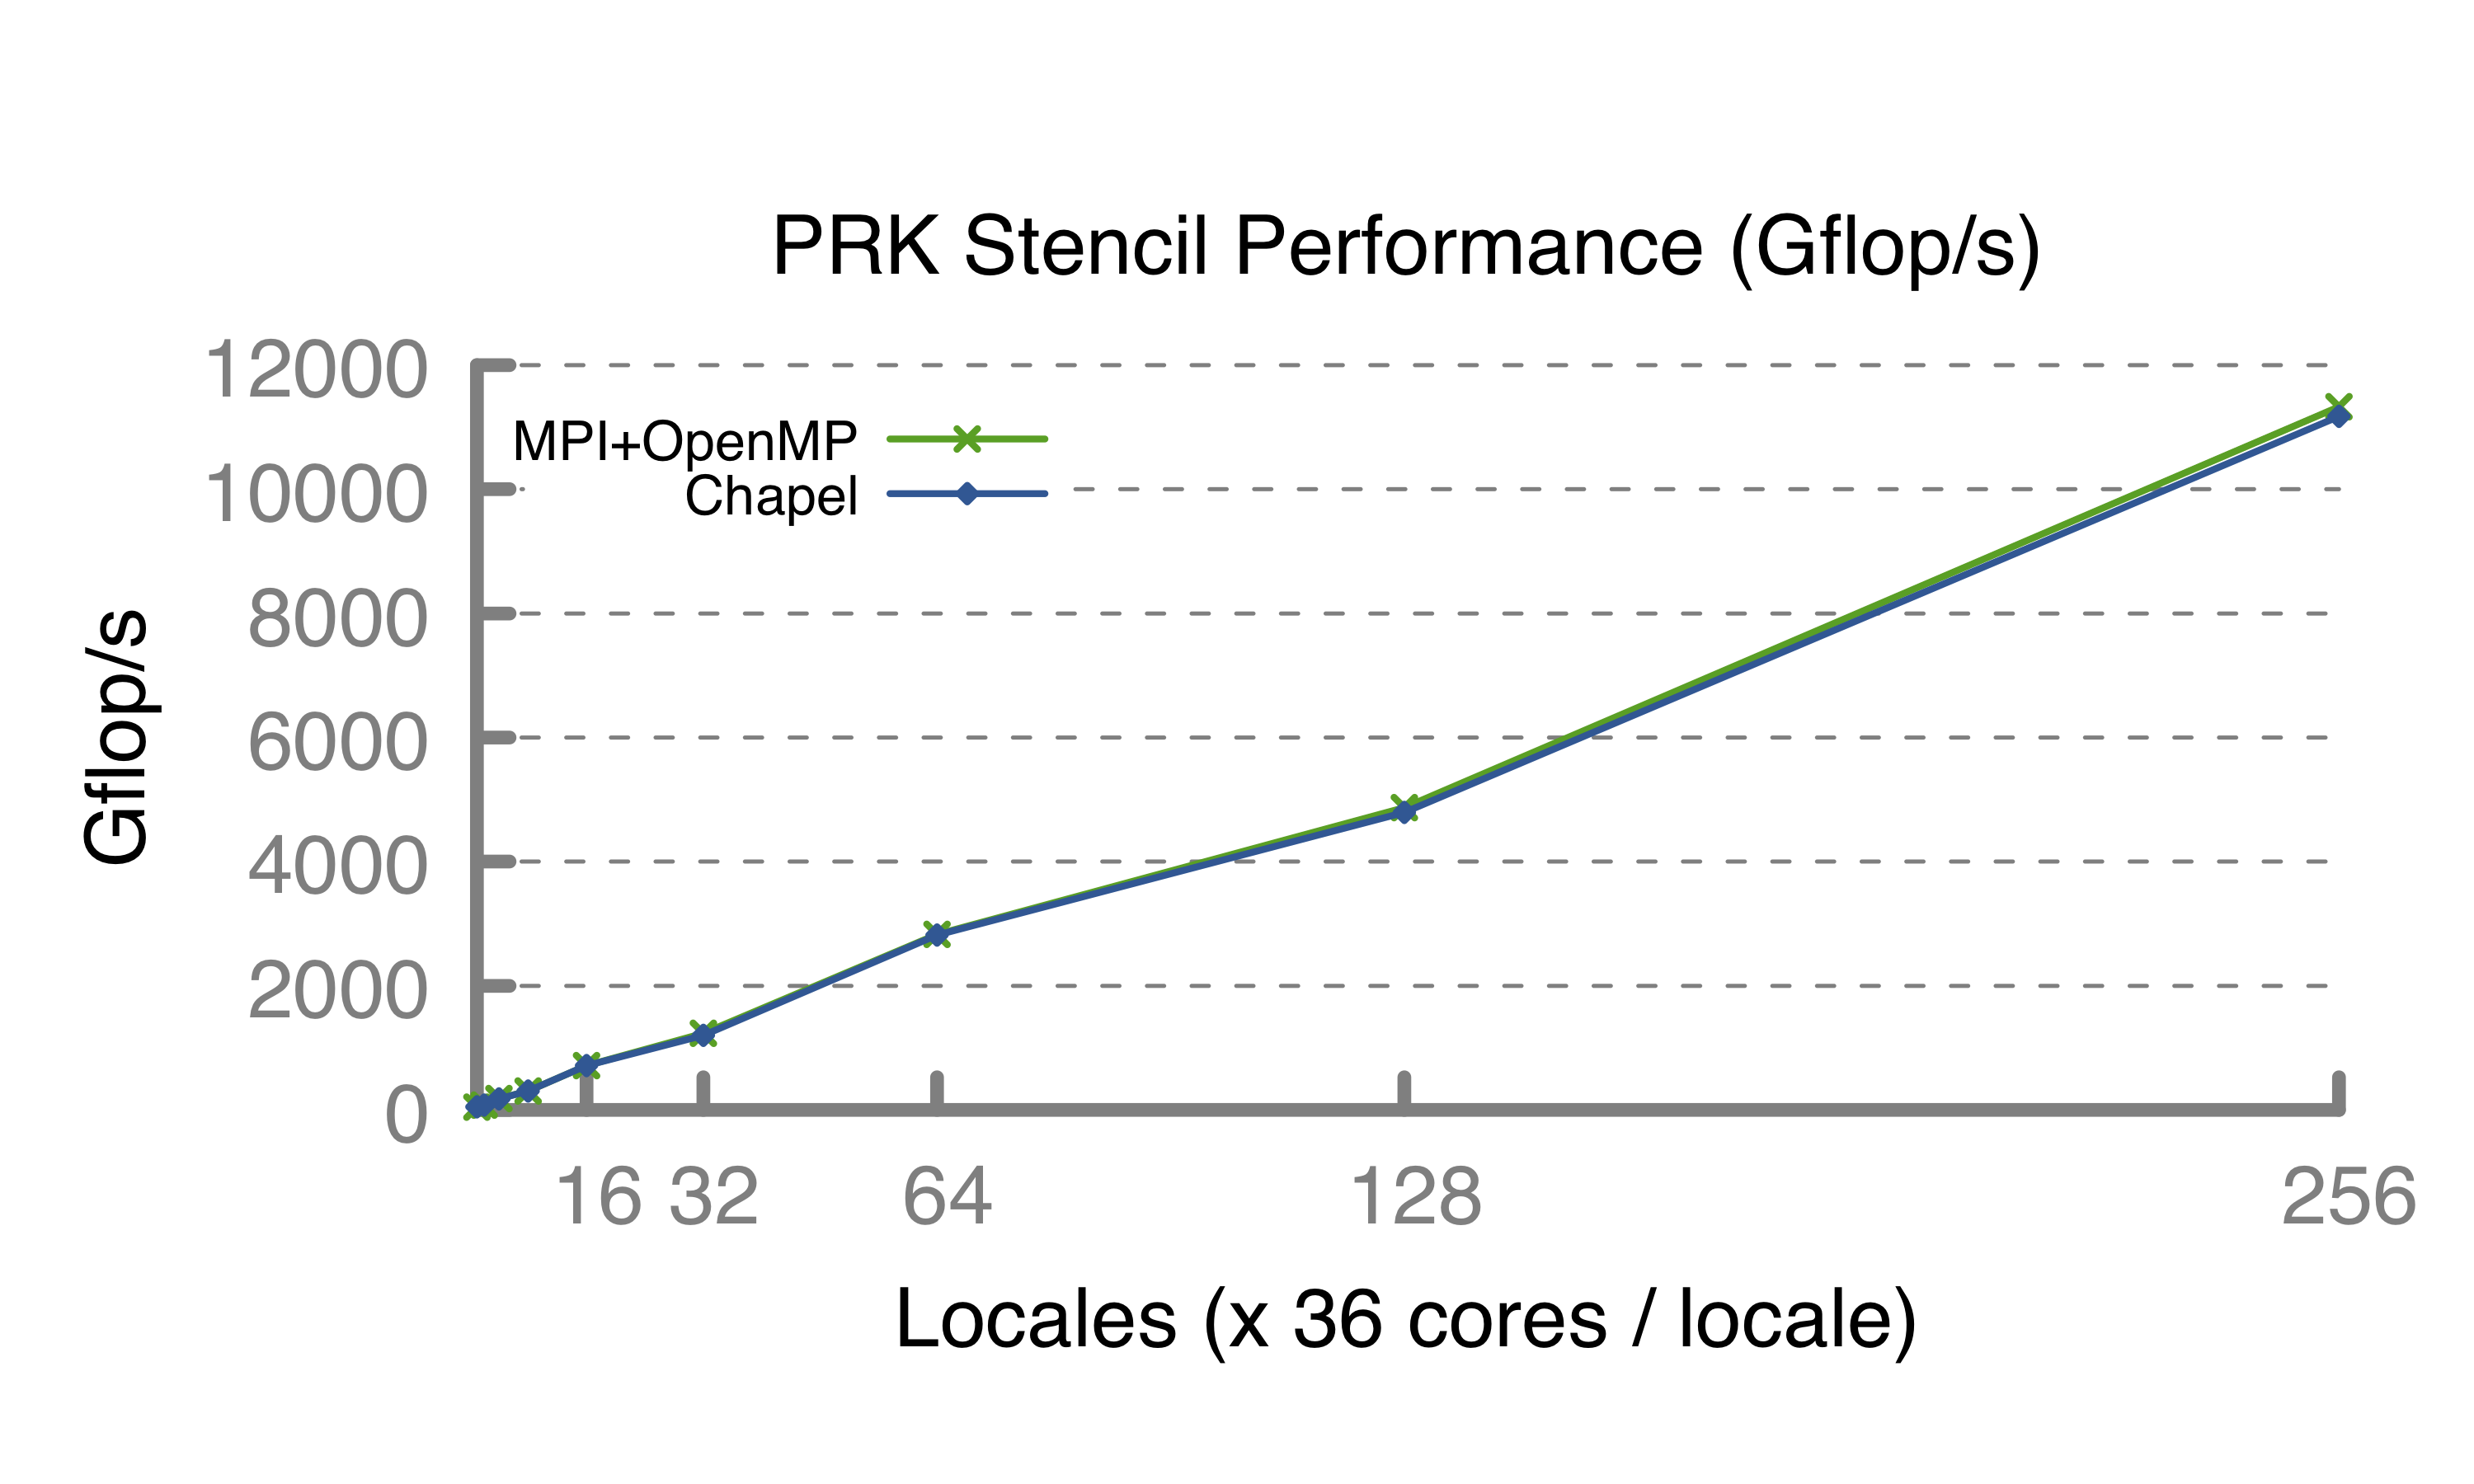 PRK Stencil Performance (Gflop/s)
12000
MPI+OpenMP
10000
Chapel
8000
Gflop/s
6000
4000
2000
0
16 32 64 128 256
Locales (x 36 cores / locale)